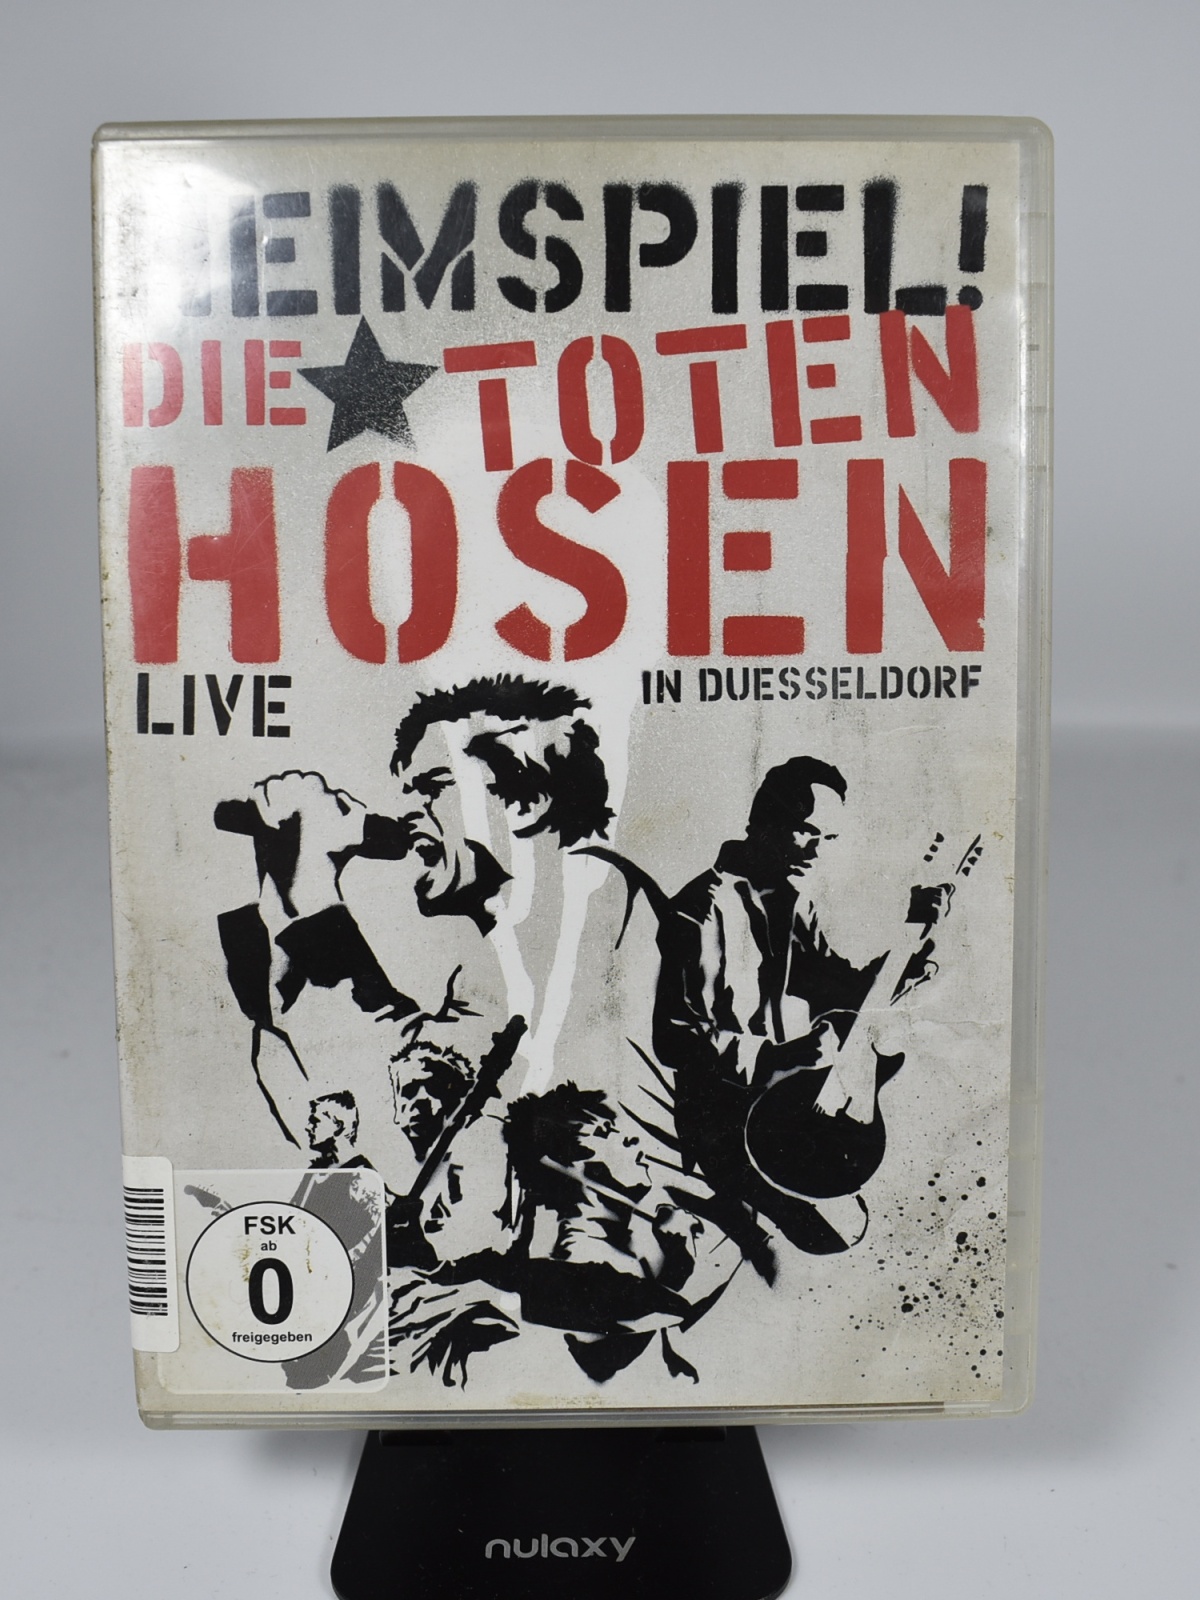 HEIMSPIEL!
DIE ★ TOTEN
HOSEN
LIVE
IN DUESSELDORF
FSK
ab
0
freigegeben
nulaxy